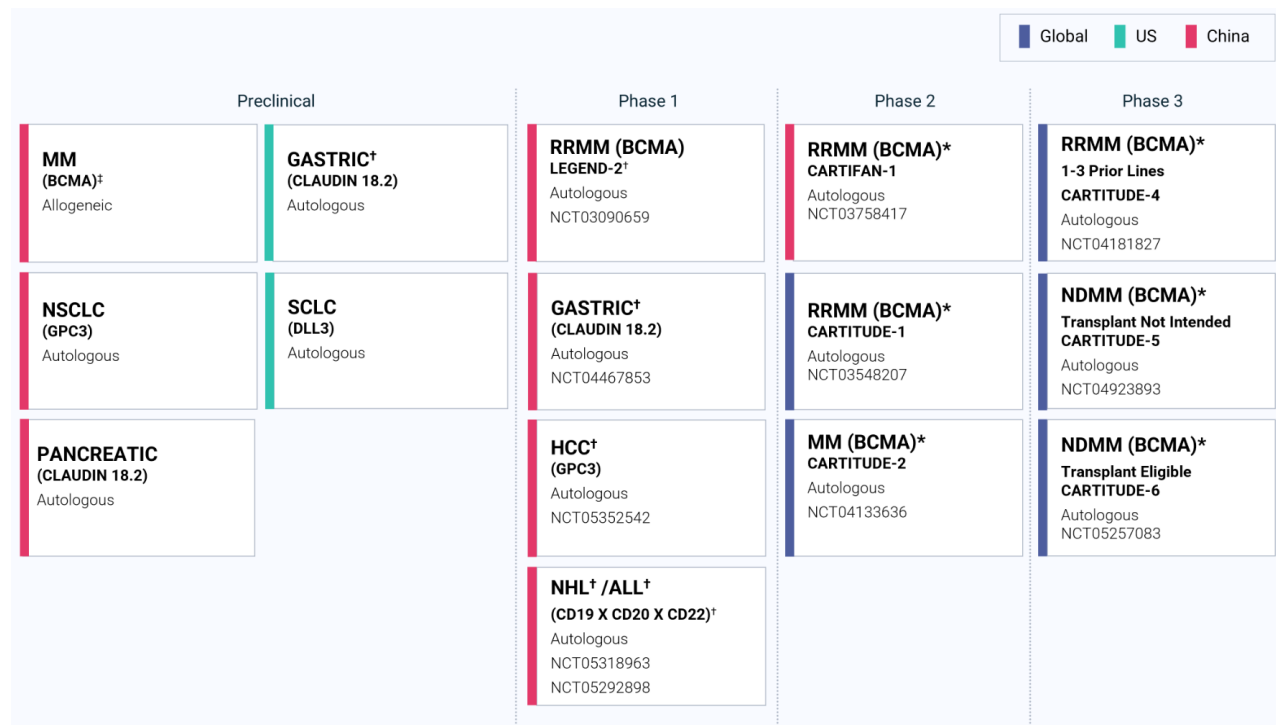 Global
US
China
Preclinical
Phase 1
Phase 2
Phase 3
MM
(BCMA)‡
Allogeneic
GASTRIC†
(CLAUDIN 18.2)
Autologous
NSCLC
(GPC3)
Autologous
SCLC
(DLL3)
Autologous
PANCREATIC
(CLAUDIN 18.2)
Autologous
RRMM (BCMA)
LEGEND-2†
Autologous
NCT03090659
GASTRIC†
(CLAUDIN 18.2)
Autologous
NCT04467853
HCC†
(GPC3)
Autologous
NCT05352542
NHL† /ALL†
(CD19 X CD20 X CD22)†
Autologous
NCT05318963
NCT05292898
RRMM (BCMA)*
CARTIFAN-1
Autologous
NCT03758417
RRMM (BCMA)*
CARTITUDE-1
Autologous
NCT03548207
MM (BCMA)*
CARTITUDE-2
Autologous
NCT04133636
RRMM (BCMA)*
1-3 Prior Lines
CARTITUDE-4
Autologous
NCT04181827
NDMM (BCMA)*
Transplant Not Intended
CARTITUDE-5
Autologous
NCT04923893
NDMM (BCMA)*
Transplant Eligible
CARTITUDE-6
Autologous
NCT05257083